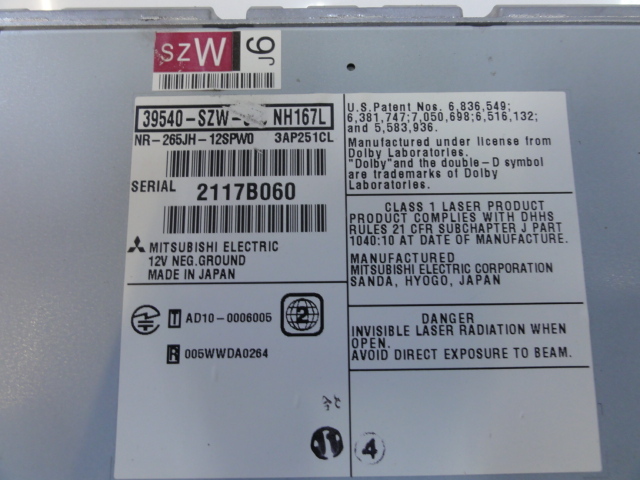 SZW
J6
39540-SZW- NH167L
NR-265JH-12SPW0 3AP251CL
SERIAL 2117B060
MITSUBISHI ELECTRIC
12V NEG.GROUND
MADE IN JAPAN
T AD10-0006005
2
R 005WWDA0264
U.S.Patent Nos. 6,836,549;
6,381,747;7,050,698;6,516,132;
and 5,583,936.
Manufactured under license from
Dolby Laboratories.
"Dolby" and the double-D symbol
are trademarks of Dolby
Laboratories.
CLASS 1 LASER PRODUCT
PRODUCT COMPLIES WITH DHHS
RULES 21 CFR SUBCHAPTER J PART
1040:10 AT DATE OF MANUFACTURE.
MANUFACTURED
MITSUBISHI ELECTRIC CORPORATION
SANDA, HYOGO, JAPAN
DANGER
INVISIBLE LASER RADIATION WHEN
OPEN.
AVOID DIRECT EXPOSURE TO BEAM.
4